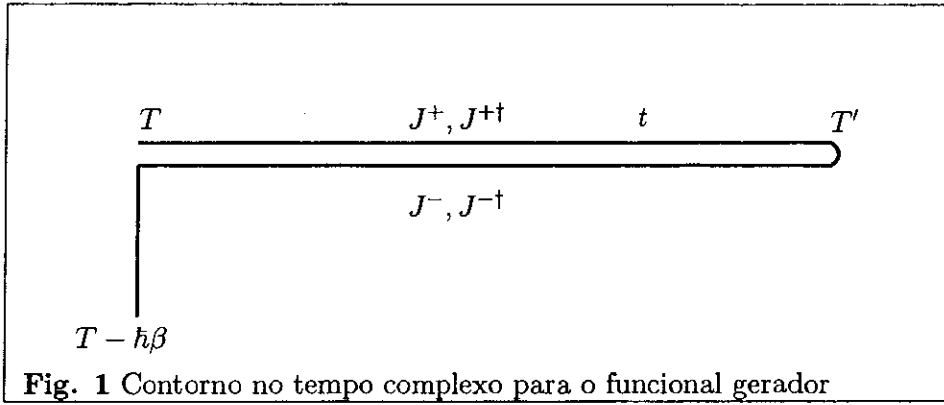 T J⁺, J⁺† t T′
J⁻, J⁻†
T − ℏβ
Fig. 1 Contorno no tempo complexo para o funcional gerador